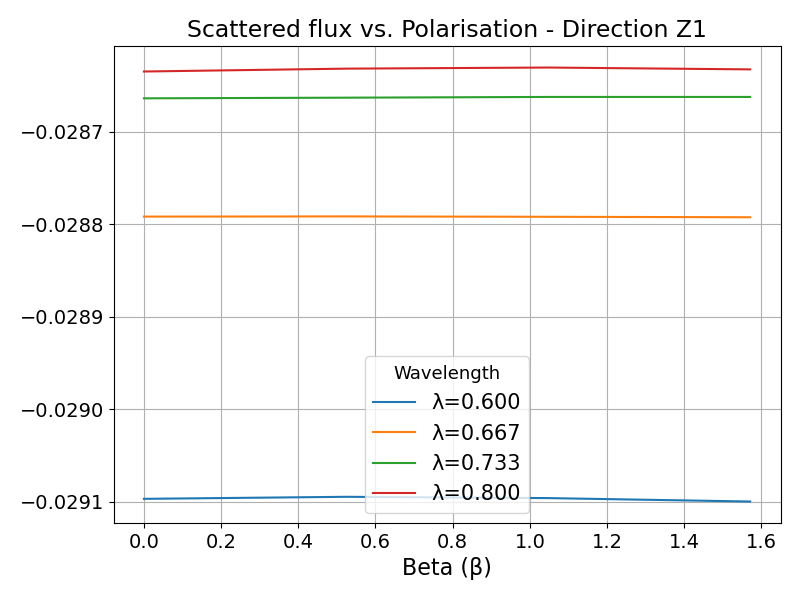 Scattered flux vs. Polarisation - Direction Z1
−0.0287
−0.0288
−0.0289
−0.0290
−0.0291
Wavelength
λ=0.600
λ=0.667
λ=0.733
λ=0.800
0.0 0.2 0.4 0.6 0.8 1.0 1.2 1.4 1.6
Beta (β)